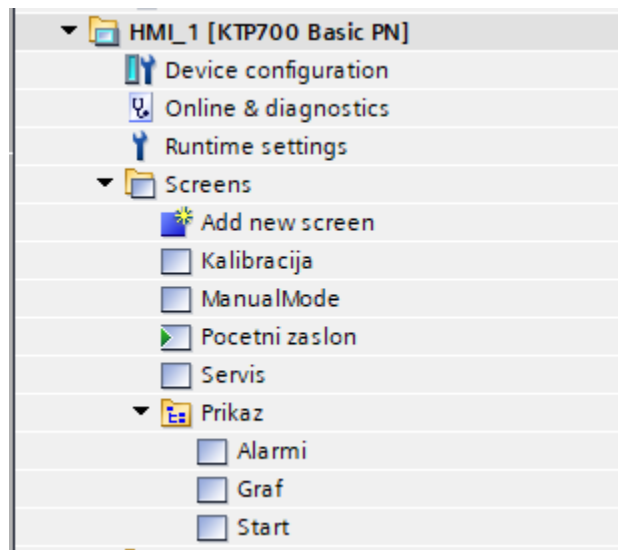 HMI_1 [KTP700 Basic PN]
Device configuration
Online & diagnostics
Runtime settings
Screens
Add new screen
Kalibracija
ManualMode
Pocetni zaslon
Servis
Prikaz
Alarmi
Graf
Start